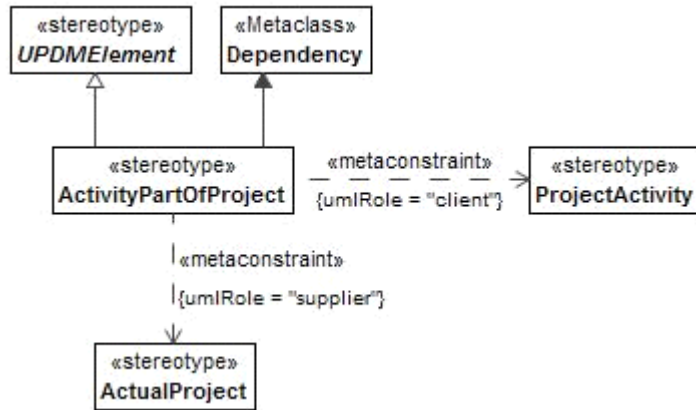 «stereotype»
UPDMElement
«Metaclass»
Dependency
«stereotype»
ActivityPartOfProject
«metaconstraint»
{umlRole = "client"}
«stereotype»
ProjectActivity
«metaconstraint»
{umlRole = "supplier"}
«stereotype»
ActualProject